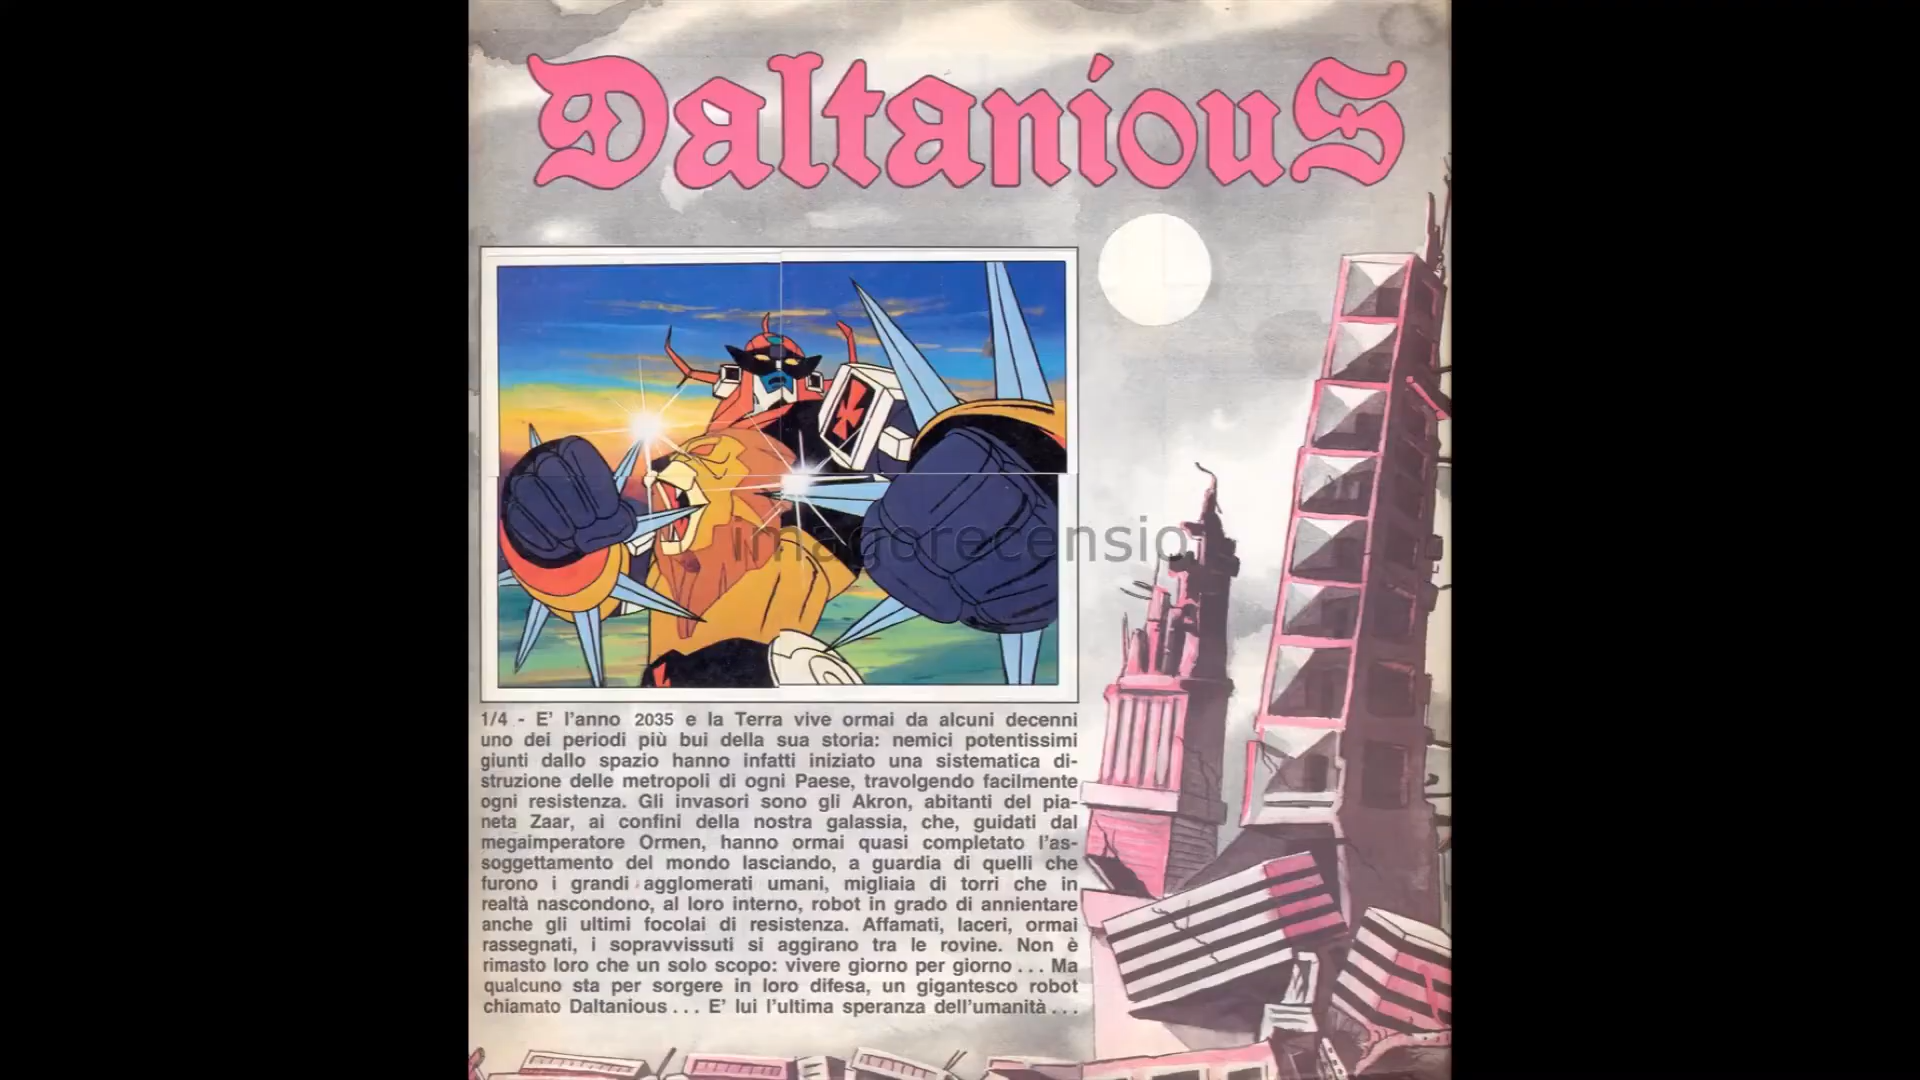 Daltanious
1/4 - E' l'anno 2035 e la Terra vive ormai da alcuni decenni
uno dei periodi più bui della sua storia: nemici potentissimi
giunti dallo spazio hanno infatti iniziato una sistematica di-
struzione delle metropoli di ogni Paese, travolgendo facilmente
ogni resistenza. Gli invasori sono gli Akron, abitanti del pia-
neta Zaar, ai confini della nostra galassia, che, guidati dal
megaimperatore Ormen, hanno ormai quasi completato l'as-
soggettamento del mondo lasciando, a guardia di quelli che
furono i grandi agglomerati umani, migliaia di torri che in
realtà nascondono, al loro interno, robot in grado di annientare
anche gli ultimi focolai di resistenza. Affamati, laceri, ormai
rassegnati, i sopravvissuti si aggirano tra le rovine. Non è
rimasto loro che un solo scopo: vivere giorno per giorno ... Ma
qualcuno sta per sorgere in loro difesa, un gigantesco robot
chiamato Daltanious ... E' lui l'ultima speranza dell'umanità ...
imagorecensio